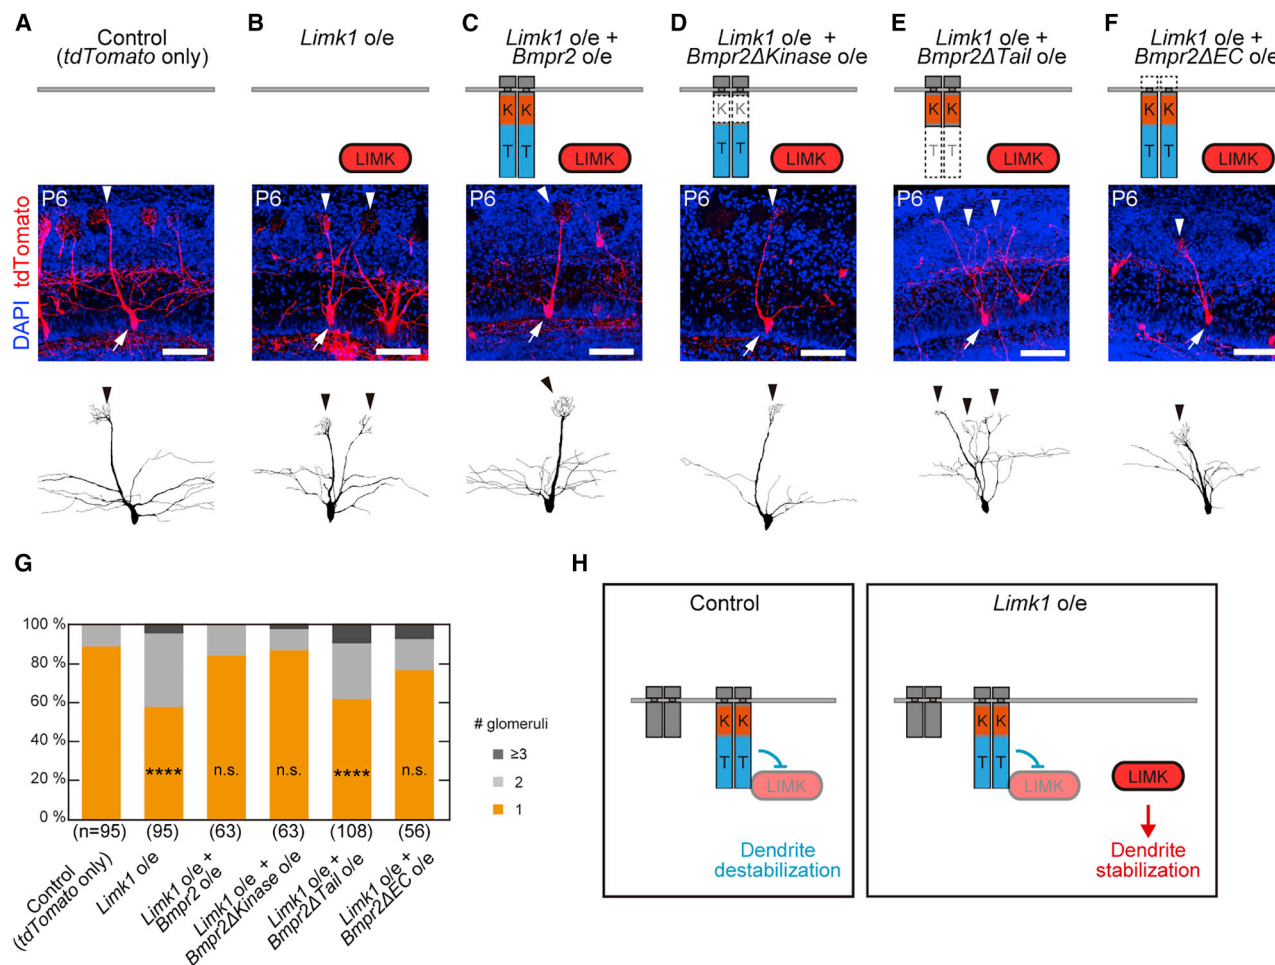 A
Control
(tdTomato only)
B
Limk1 o/e
C
Limk1 o/e +
Bmpr2 o/e
D
Limk1 o/e +
Bmpr2ΔKinase o/e
E
Limk1 o/e +
Bmpr2ΔTail o/e
F
Limk1 o/e +
Bmpr2ΔEC o/e
LIMK
K K
T T
LIMK
K K
T T
LIMK
K K
T T
LIMK
K K
T T
LIMK
DAPI tdTomato
P6
P6
P6
P6
P6
P6
G
100 %
80 %
60 %
40 %
20 %
0 %
****
n.s.
n.s.
****
n.s.
# glomeruli
≥3
2
1
(n=95)
(95)
(63)
(63)
(108)
(56)
Control
(tdTomato only)
Limk1 o/e
Limk1 o/e +
Bmpr2 o/e
Limk1 o/e +
Bmpr2ΔKinase o/e
Limk1 o/e +
Bmpr2ΔTail o/e
Limk1 o/e +
Bmpr2ΔEC o/e
H
Control
K K
T T
LIMK
Dendrite
destabilization
Limk1 o/e
K K
T T
LIMK
LIMK
Dendrite
stabilization